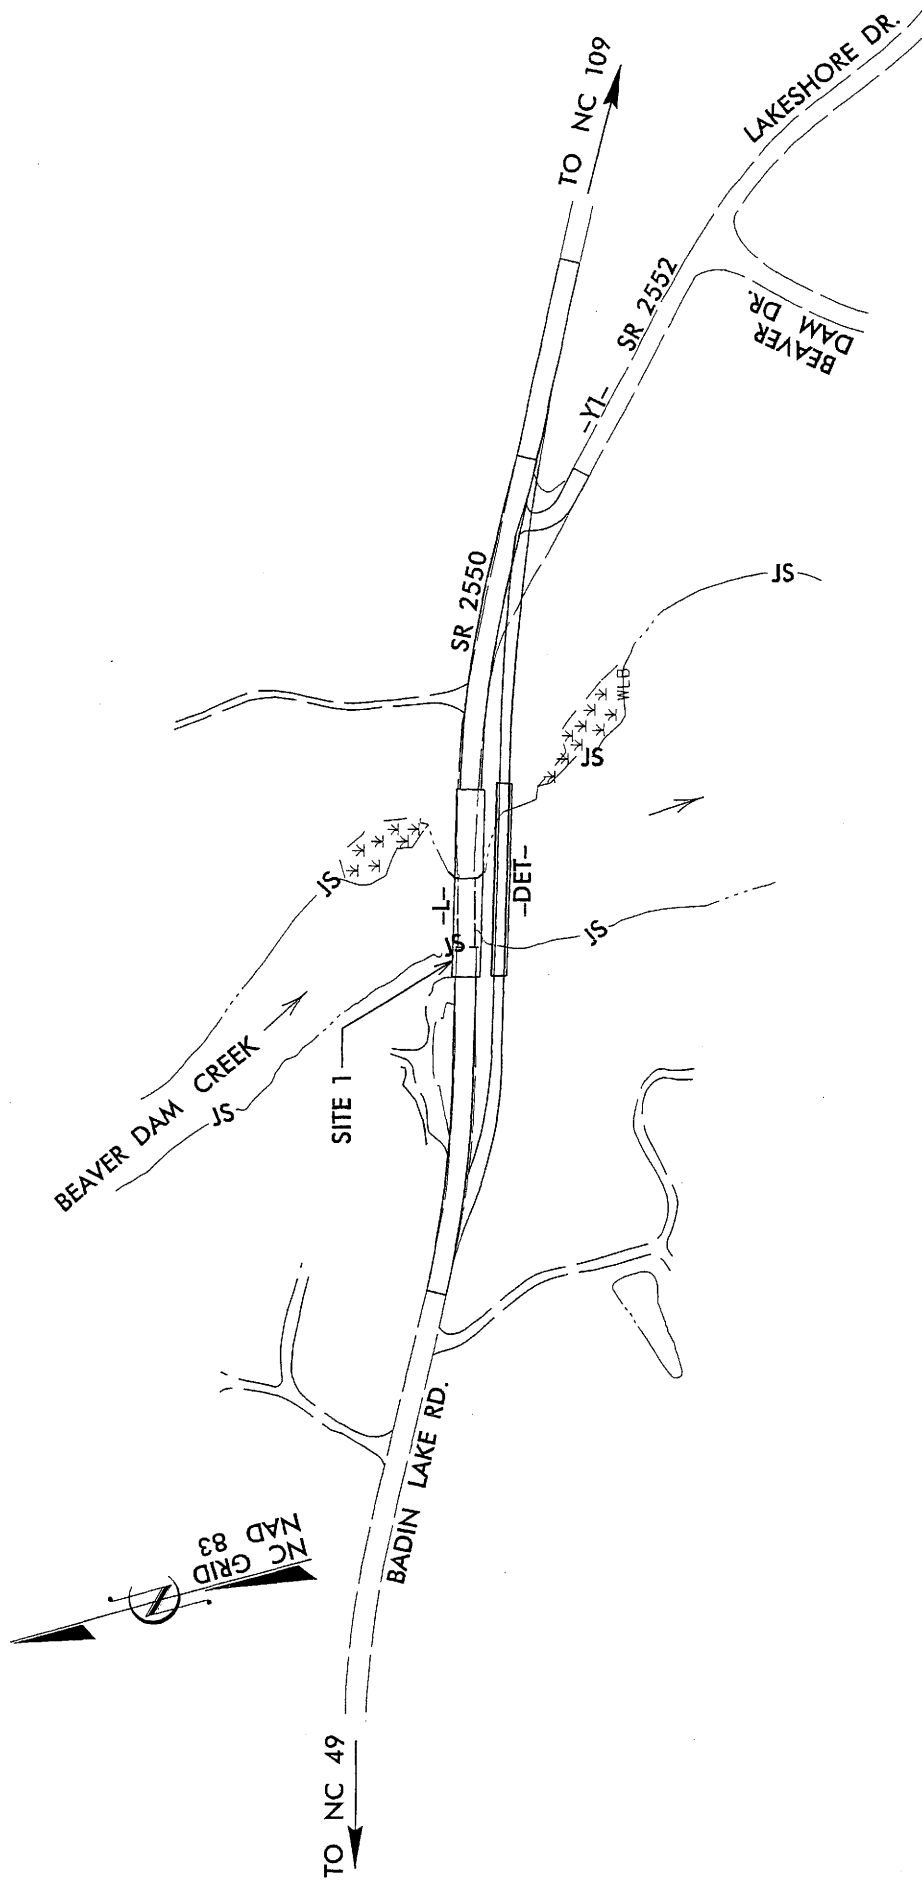 TO NC 109
LAKESHORE DR.
SR 2552
BEAVER
DAM DR.
-Y1-
SR 2550
JS
WLB
JS
JS
-L-
-DET-
JS
JS
SITE 1
BEAVER DAM CREEK
JS
BADIN LAKE RD.
NC GRID
NAD 83
TO NC 49